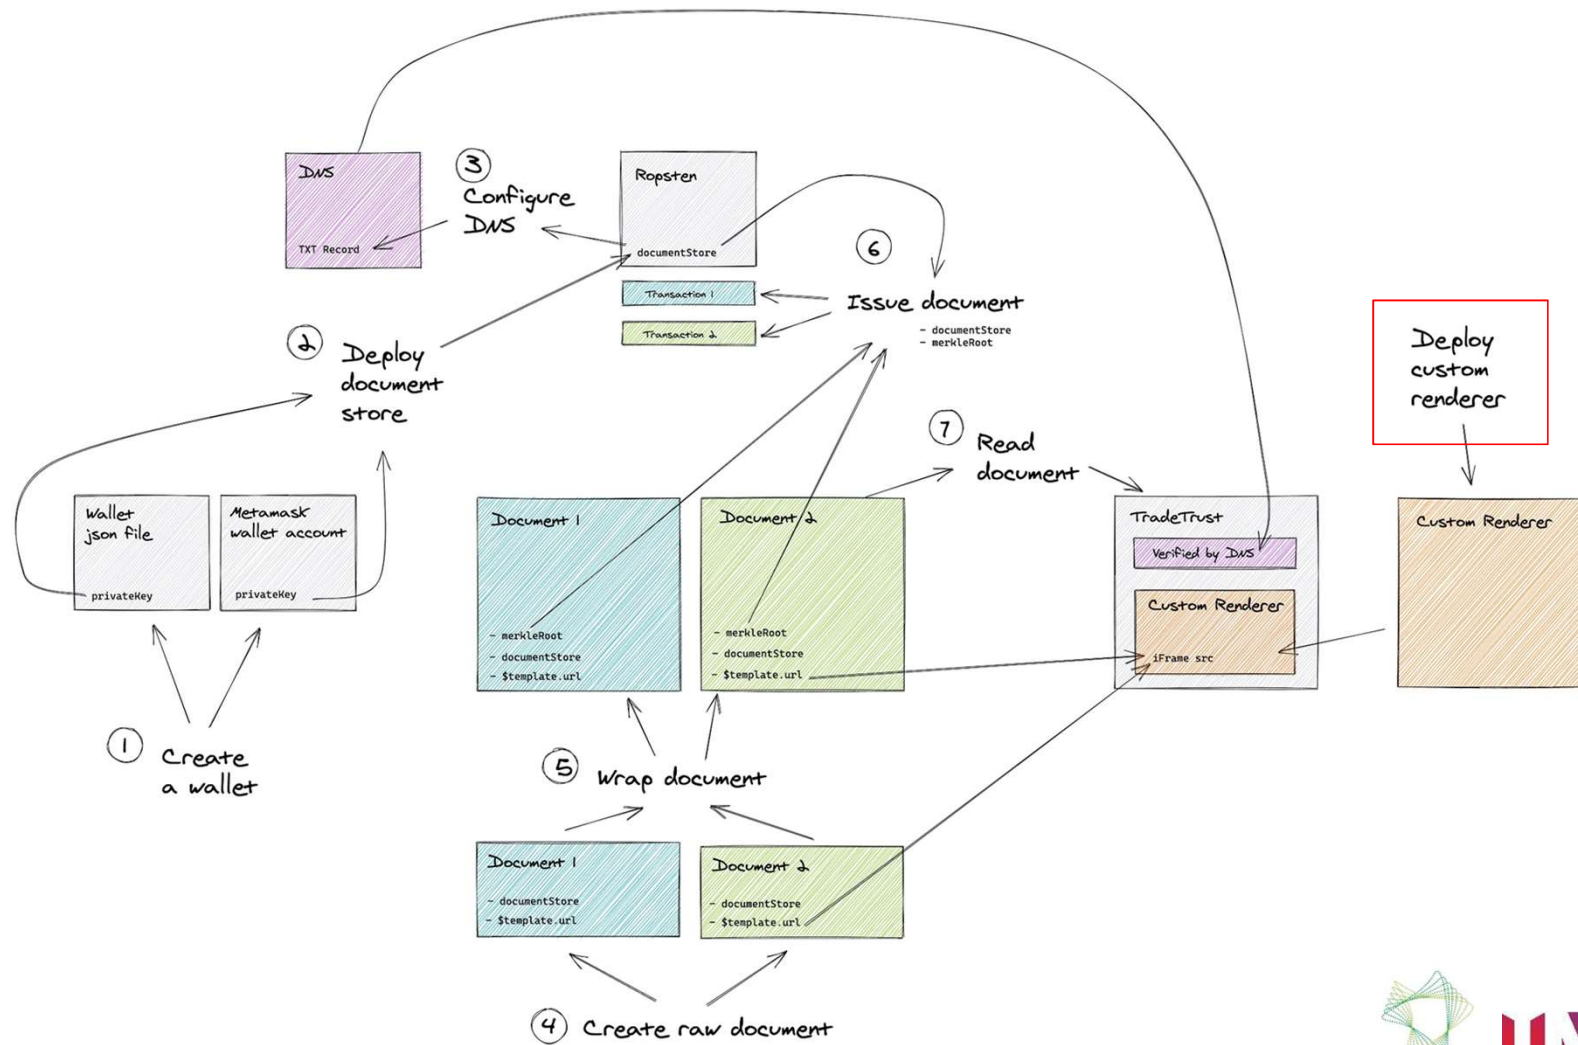 DNS
TXT Record
3
Configure
DNS
Ropsten
documentStore
Transaction 1
Transaction 2
6
Issue document
- documentStore
- merkleRoot
Deploy
custom
renderer
2
Deploy
document
store
7
Read
document
Wallet
json file
privateKey
Metamask
wallet account
privateKey
Document 1
- merkleRoot
- documentStore
- $template.url
Document 2
- merkleRoot
- documentStore
- $template.url
TradeTrust
Verified by DNS
Custom Renderer
iFrame src
Custom Renderer
1
Create
a wallet
5
Wrap document
Document 1
- documentStore
- $template.url
Document 2
- documentStore
- $template.url
4
Create raw document